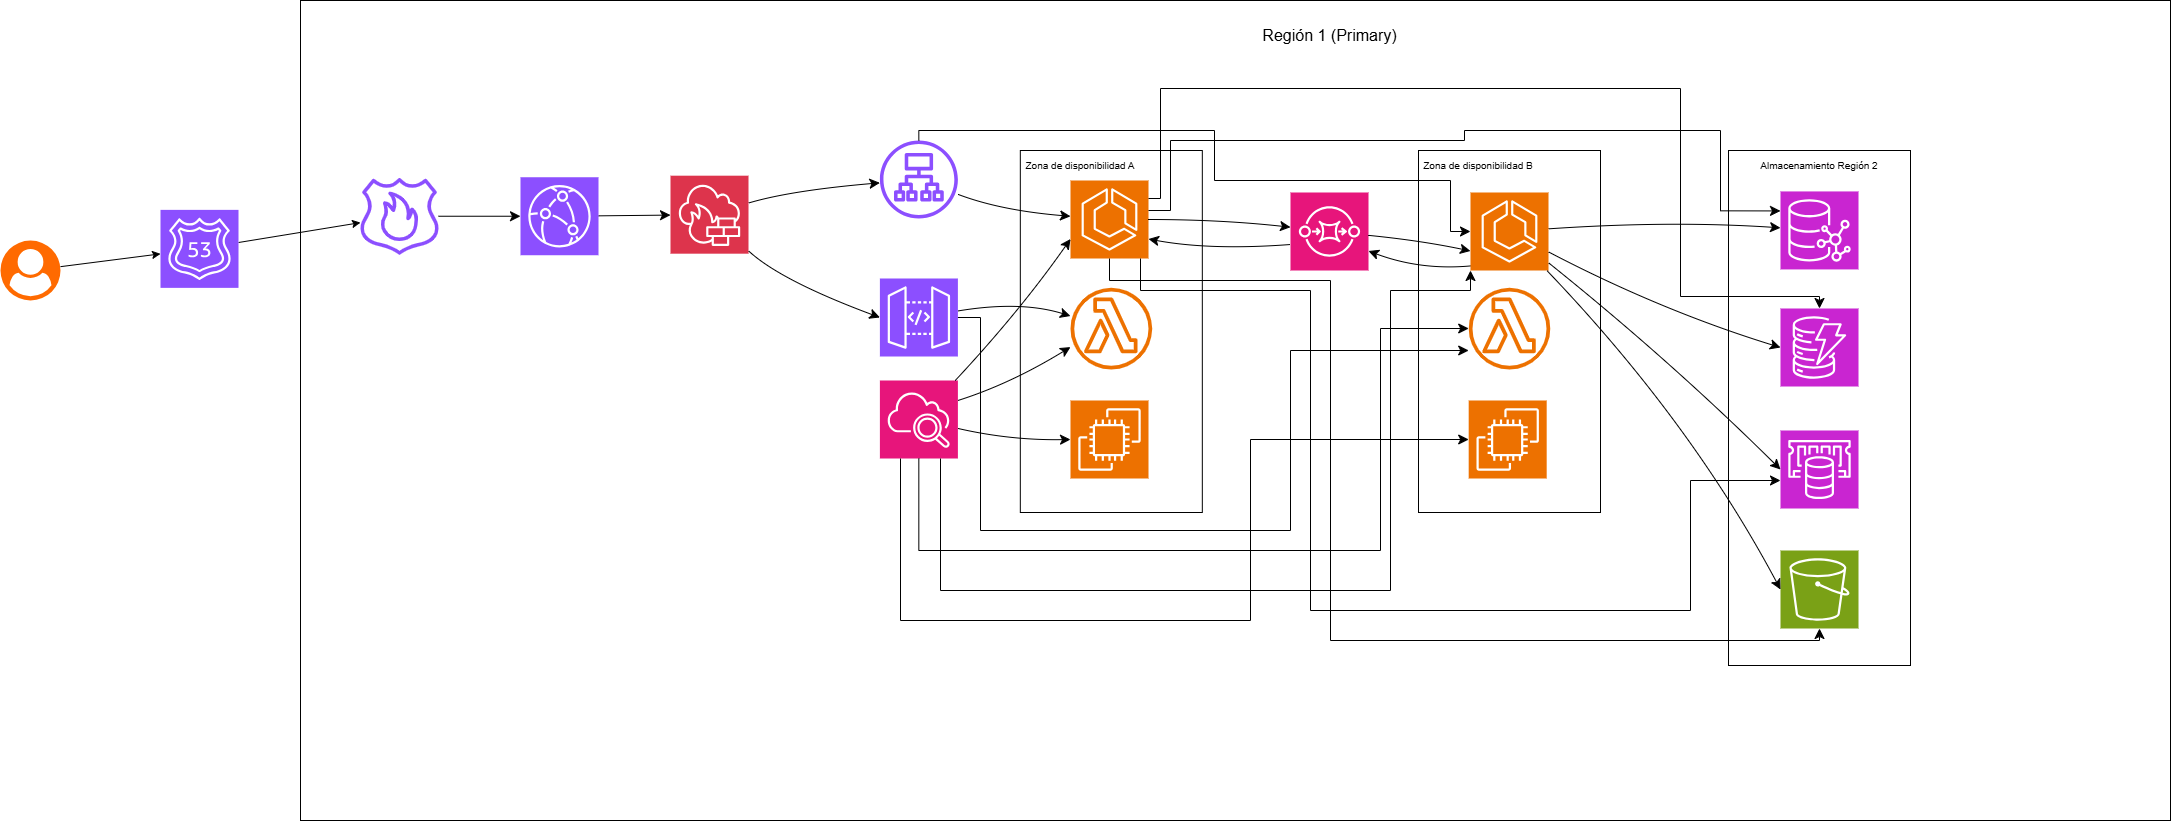 Región 1 (Primary)
Zona de disponibilidad A
Zona de disponibilidad B
Almacenamiento Región 2
53
</>